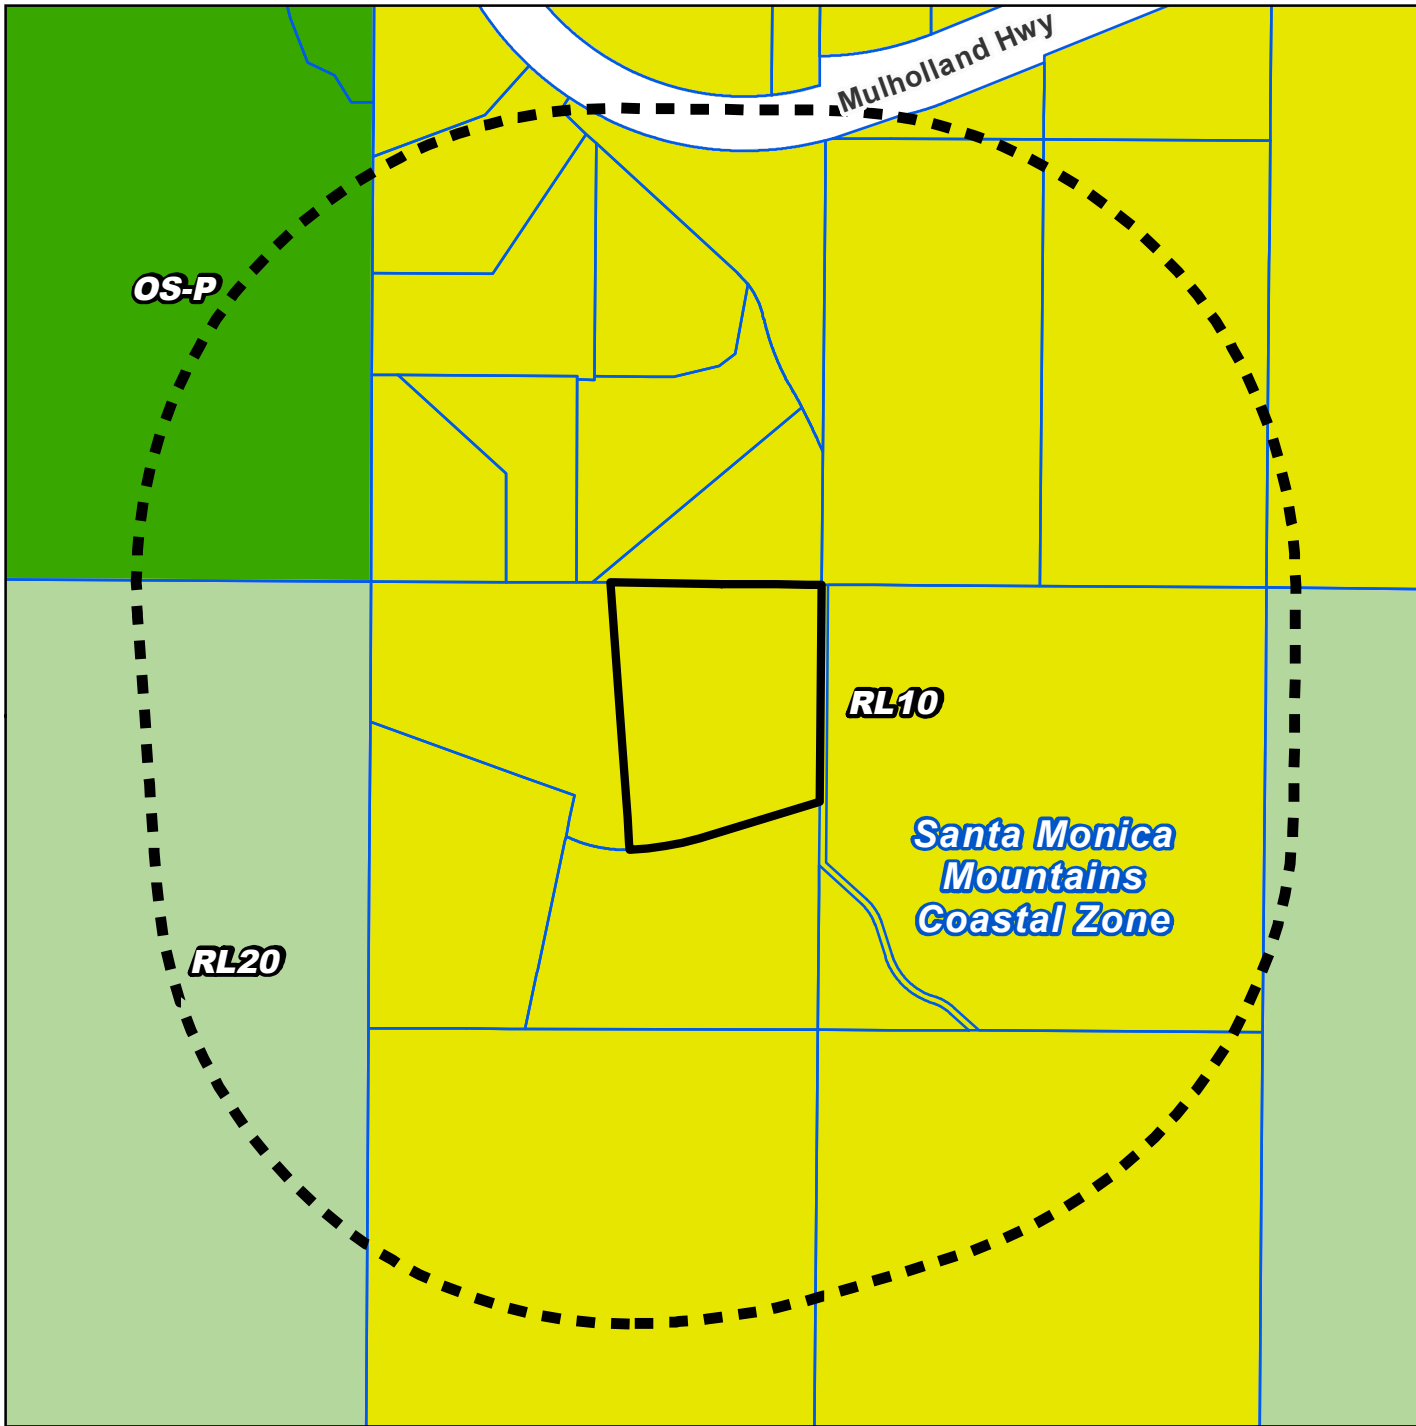 Mulholland Hwy
OS-P
RL10
Santa Monica
Mountains
Coastal Zone
RL20